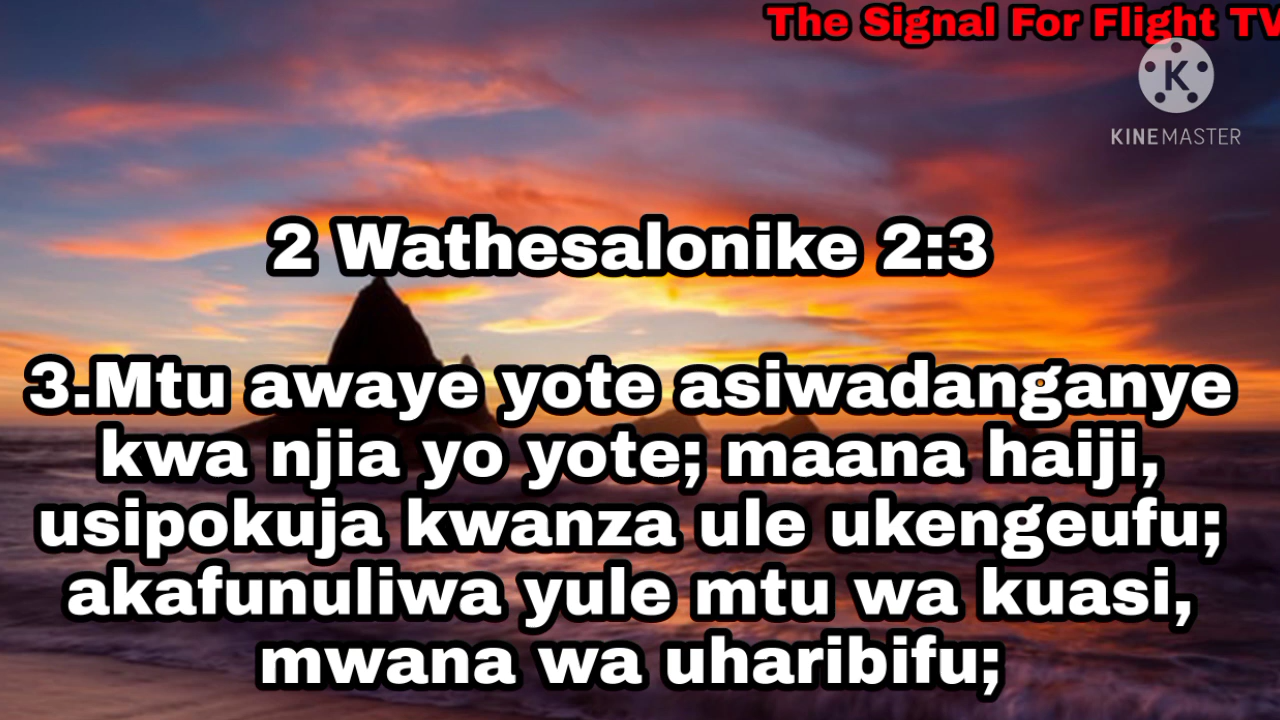 The Signal For Flight TV
K
KINEMASTER
2 Wathesalonike 2:3
3.Mtu awaye yote asiwadanganye
kwa njia yo yote; maana haiji,
usipokuja kwanza ule ukengeufu;
akafunuliwa yule mtu wa kuasi,
mwana wa uharibifu;